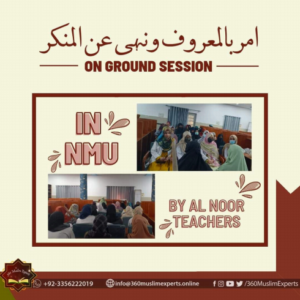 امر بالمعروف ونہی عن المنکر
ON GROUND SESSION
IN
NMU
BY AL NOOR
TEACHERS
+92-3356222019
info@360muslimexperts.online
/360MuslimExperts